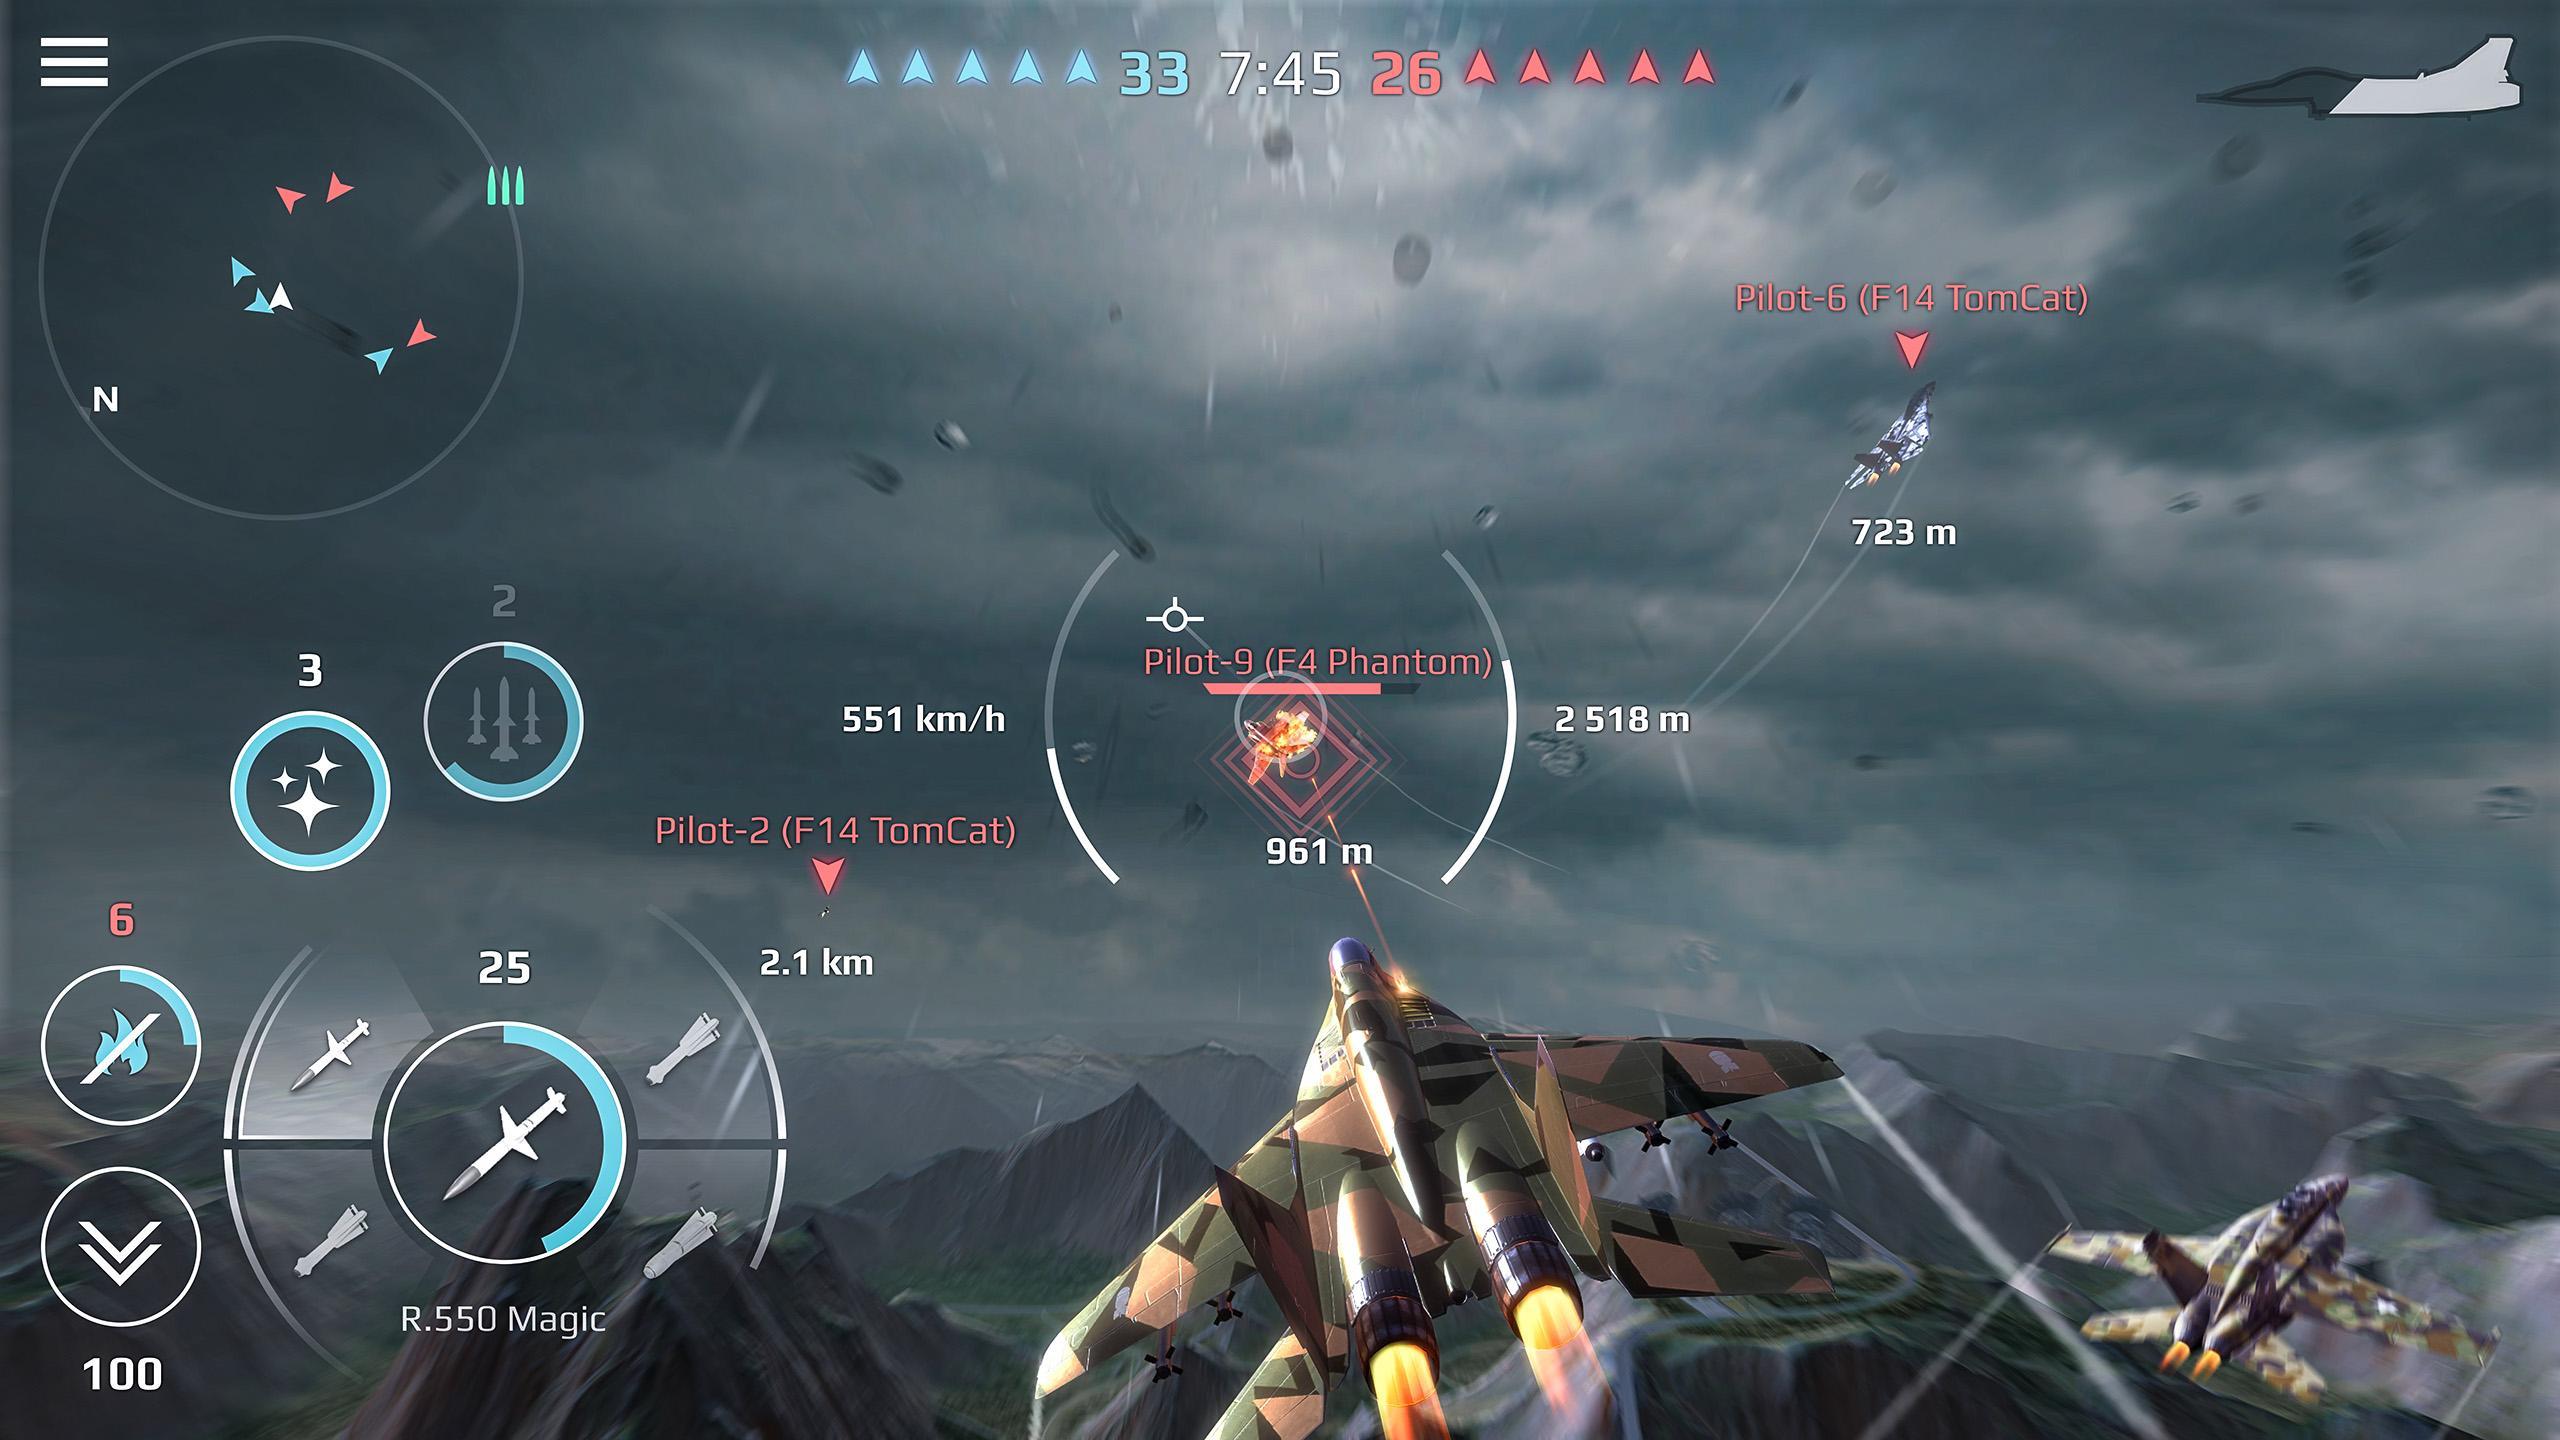 33 7:45 26
Pilot-6 (F14 TomCat)
723 m
N
2
3
Pilot-9 (F4 Phantom)
551 km/h
2 518 m
Pilot-2 (F14 TomCat)
961 m
6
25
2.1 km
R.550 Magic
100